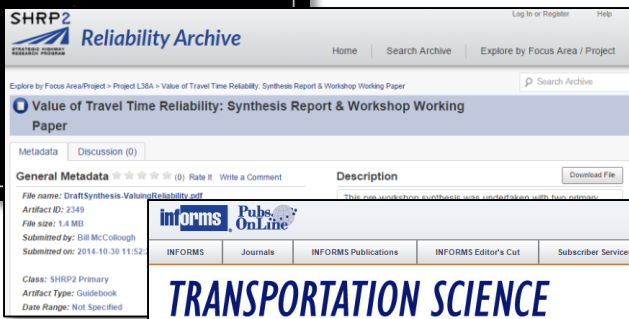 SHRP2
STRATEGIC HIGHWAY
RESEARCH PROGRAM
Reliability Archive
Log In or Register Help
Home Search Archive Explore by Focus Area / Project
Explore by Focus Area/Project > Project L38A > Value of Travel Time Reliability: Synthesis Report & Workshop Working Paper
Search Archive
Value of Travel Time Reliability: Synthesis Report & Workshop Working
Paper
Metadata Discussion (0)
General Metadata (0) Rate It Write a Comment
Description Download File
File name: DraftSynthesis-ValuingReliability.pdf
This pre-workshop synthesis was undertaken with two primary
Artifact ID: 2349
File size: 1.4 MB
Submitted by: Bill McCollough
Submitted on: 2014-10-30 11:52:
Class: SHRP2 Primary
Artifact Type: Guidebook
Date Range: Not Specified
informs Pubs OnLine
INFORMS Journals INFORMS Publications INFORMS Editor's Cut Subscriber Service
TRANSPORTATION SCIENCE